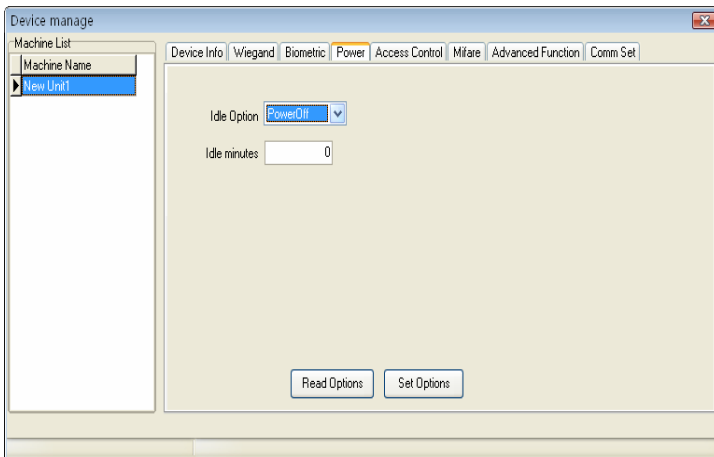 Device manage
Machine List
Machine Name
New Unit1
Device Info Wiegand Biometric Power Access Control Mifare Advanced Function Comm Set
Idle Option PowerOff
Idle minutes 0
Read Options Set Options